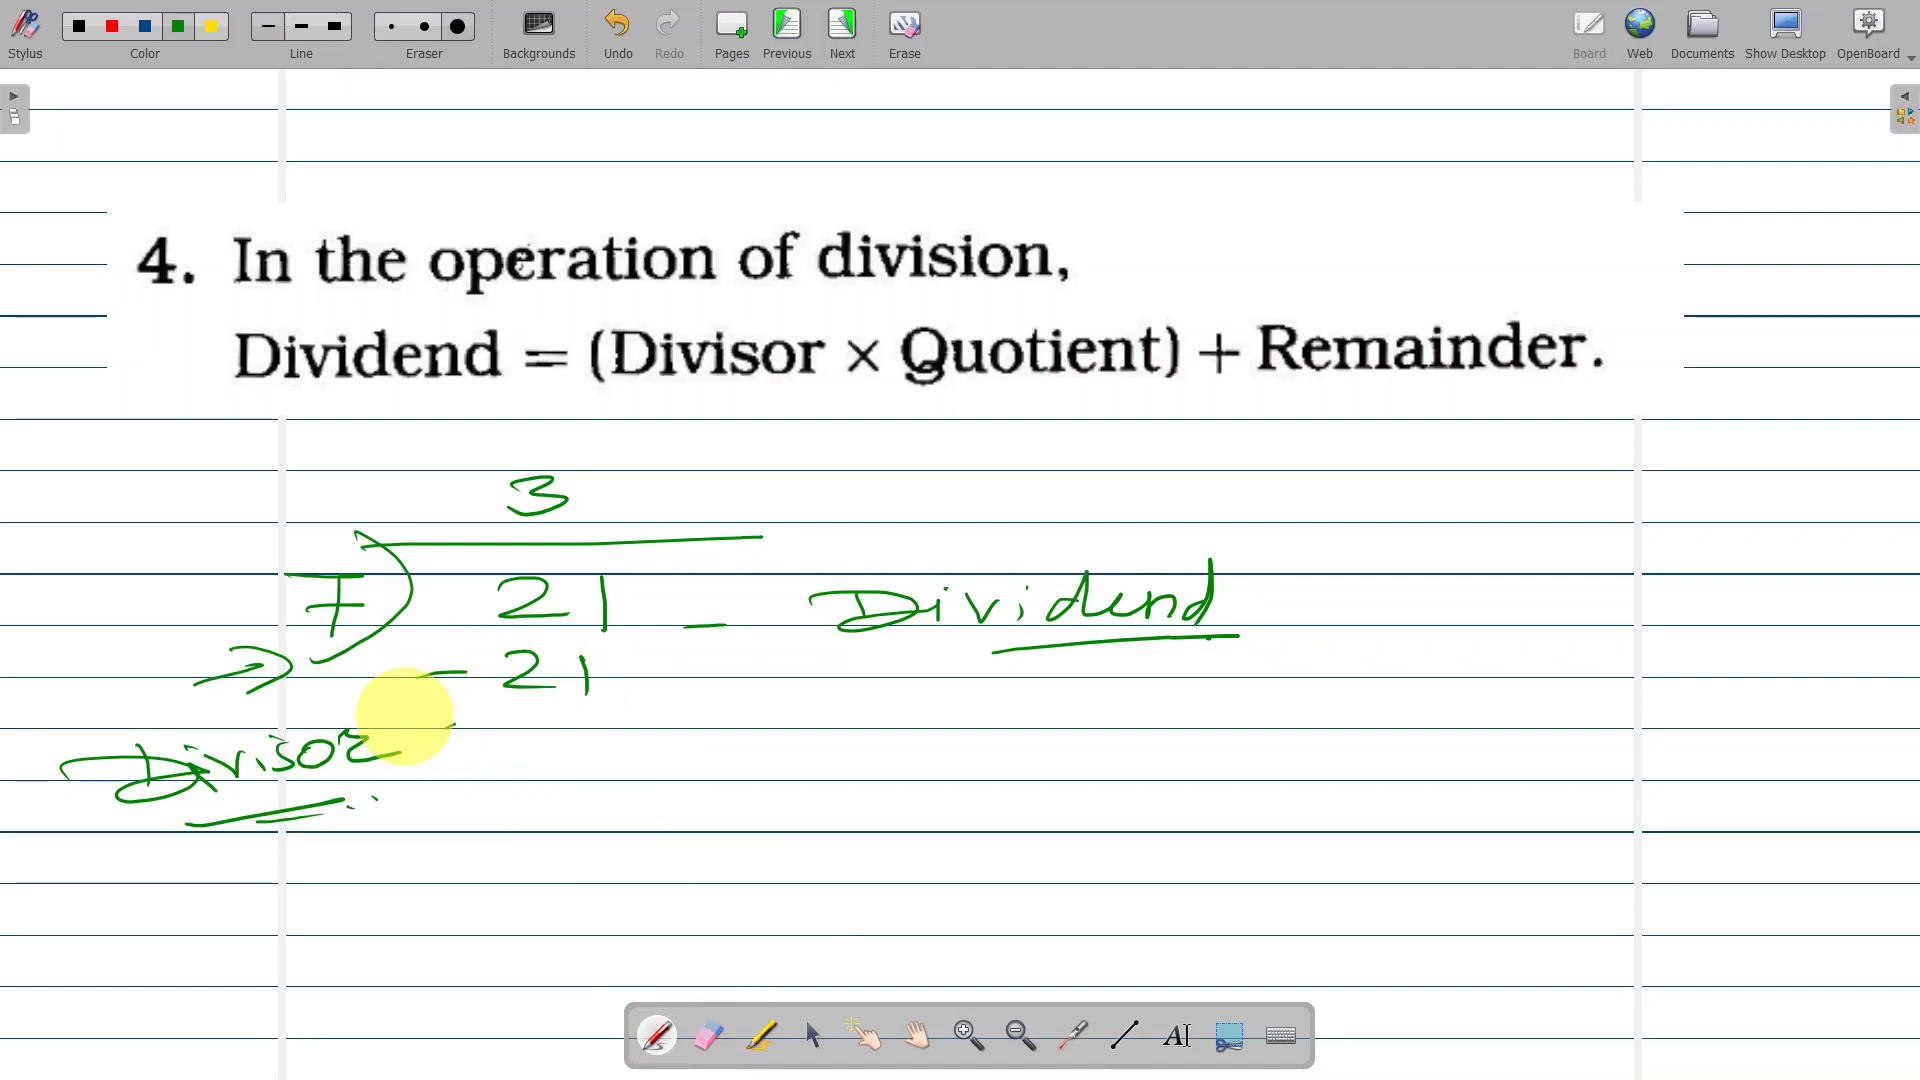 Stylus
Color
Line
Eraser
Backgrounds
Undo
Redo
Pages
Previous
Next
Erase
Board
Web
Documents
Show Desktop
OpenBoard
4. In the operation of division,
Dividend = (Divisor × Quotient) + Remainder.
3
7) 21 - Dividend
- 21
Divisor